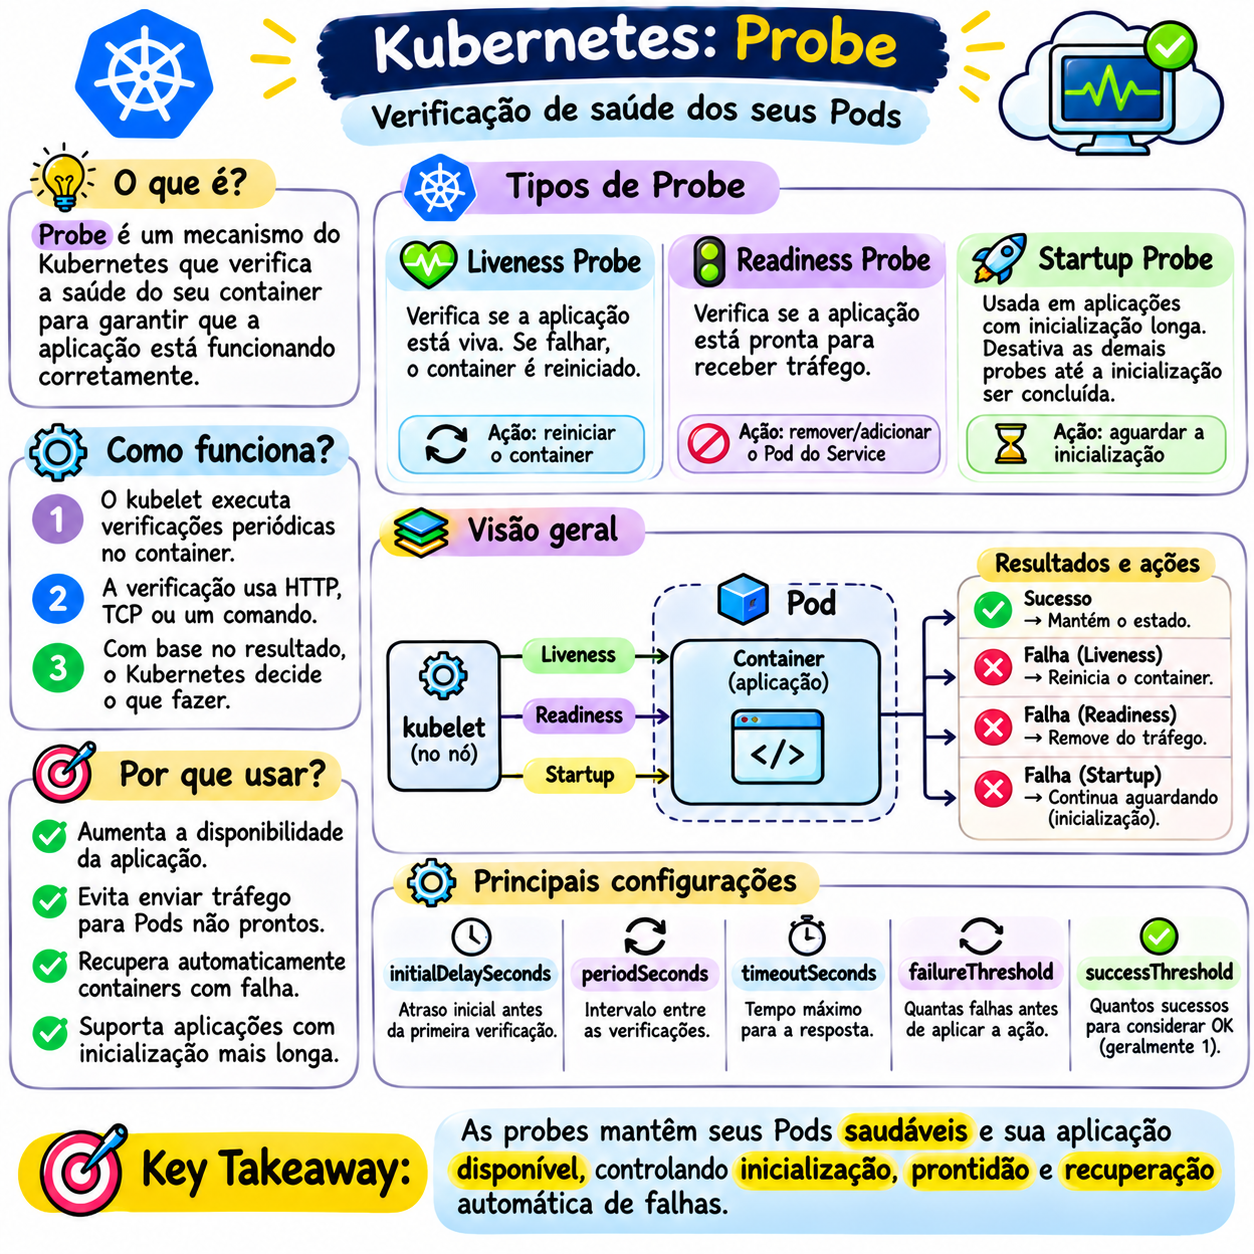 Kubernetes: Probe
Verificação de saúde dos seus Pods
O que é?
Probe é um mecanismo do
Kubernetes que verifica
a saúde do seu container
para garantir que a
aplicação está funcionando
corretamente.
Como funciona?
1
O kubelet executa
verificações periódicas
no container.
2
A verificação usa HTTP,
TCP ou um comando.
3
Com base no resultado,
o Kubernetes decide
o que fazer.
Por que usar?
Aumenta a disponibilidade
da aplicação.
Evita enviar tráfego
para Pods não prontos.
Recupera automaticamente
containers com falha.
Suporta aplicações com
inicialização mais longa.
Tipos de Probe
Liveness Probe
Verifica se a aplicação
está viva. Se falhar,
o container é reiniciado.
Ação: reiniciar
o container
Readiness Probe
Verifica se a aplicação
está pronta para
receber tráfego.
Ação: remover/adicionar
o Pod do Service
Startup Probe
Usada em aplicações
com inicialização longa.
Desativa as demais
probes até a inicialização
ser concluída.
Ação: aguardar a
inicialização
Visão geral
kubelet
(no nó)
Liveness
Readiness
Startup
Pod
Container
(aplicação)
</>
Resultados e ações
Sucesso
→ Mantém o estado.
Falha (Liveness)
→ Reinicia o container.
Falha (Readiness)
→ Remove do tráfego.
Falha (Startup)
→ Continua aguardando
(inicialização).
Principais configurações
initialDelaySeconds
Atraso inicial antes
da primeira verificação.
periodSeconds
Intervalo entre
as verificações.
timeoutSeconds
Tempo máximo
para a resposta.
failureThreshold
Quantas falhas antes
de aplicar a ação.
successThreshold
Quantos sucessos
para considerar OK
(geralmente 1).
Key Takeaway:
As probes mantêm seus Pods saudáveis e sua aplicação
disponível, controlando inicialização, prontidão e recuperação
automática de falhas.